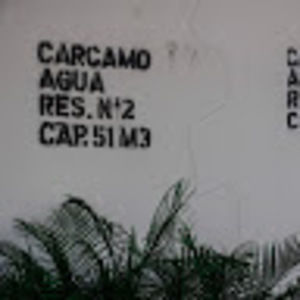 CARCAMO
AGUA
RES. Nº2
CAP. 51 M3